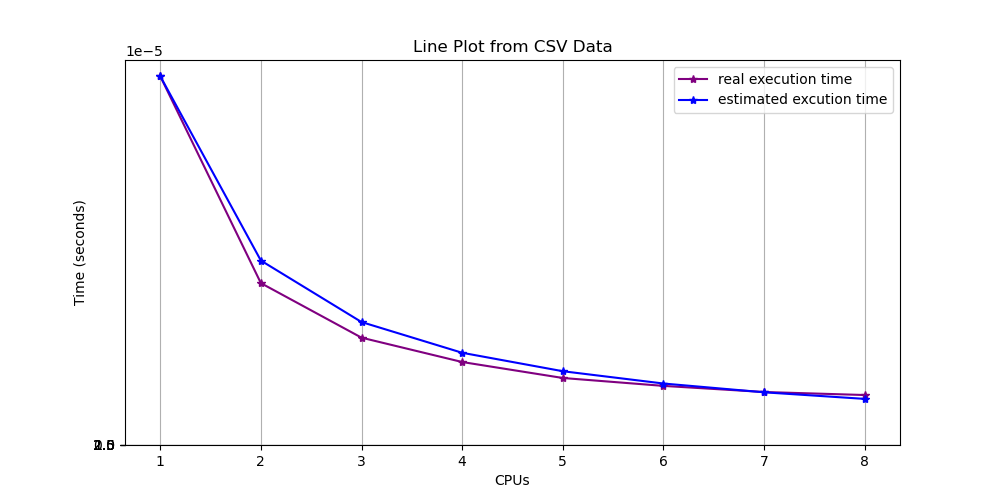 Line Plot from CSV Data
1e−5
real execution time
estimated excution time
Time (seconds)
1 2 3 4 5 6 7 8
CPUs